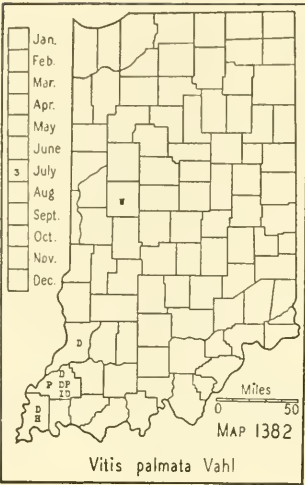 Jan.
Feb.
Mar.
Apr.
May
June
3 July
Aug
Sept.
Oct.
Nov.
Dec.
W
D
D
P DP
ID
D
H
Miles
0 50
MAP 1382
Vitis palmata Vahl